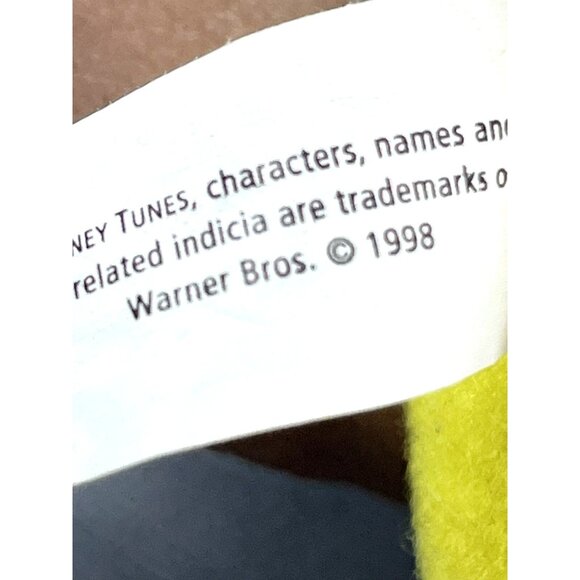 NEY TUNES, characters, names and
related indicia are trademarks o
Warner Bros. © 1998